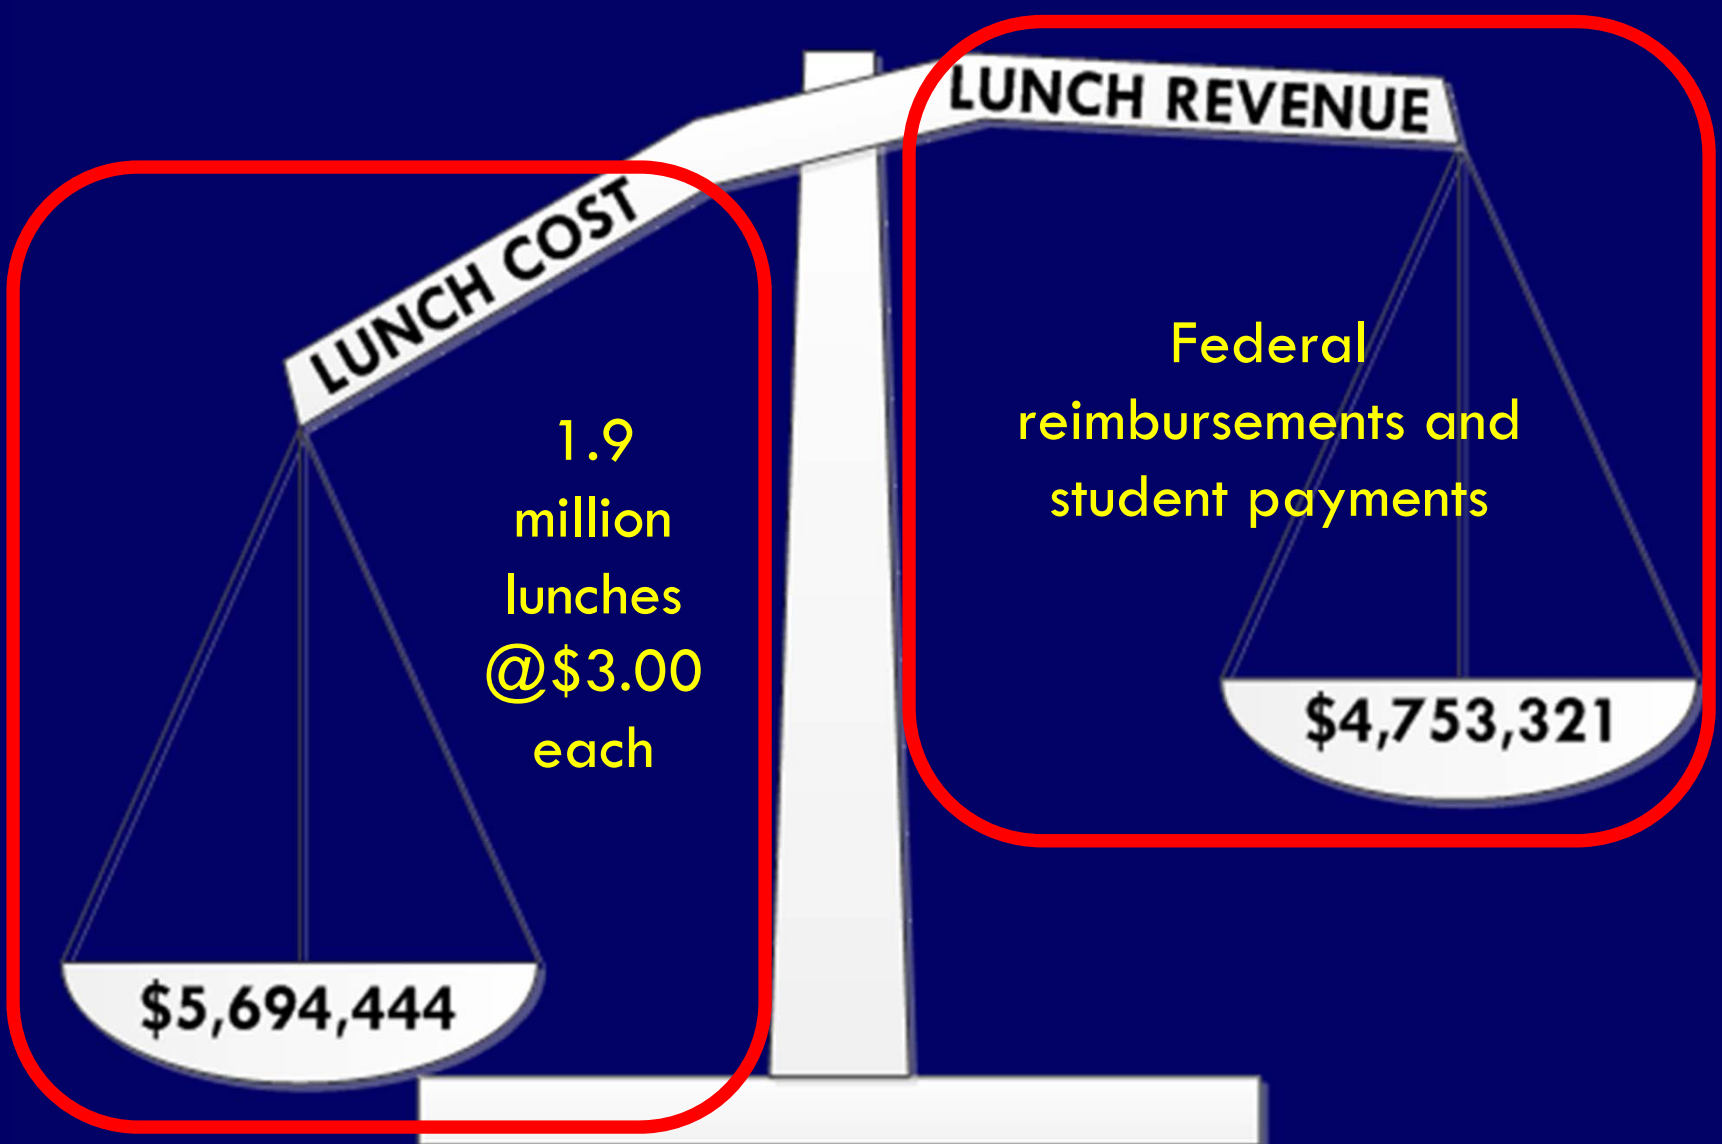 LUNCH COST
1.9
million
lunches
@$3.00
each
$5,694,444
LUNCH REVENUE
Federal
reimbursements and
student payments
$4,753,321